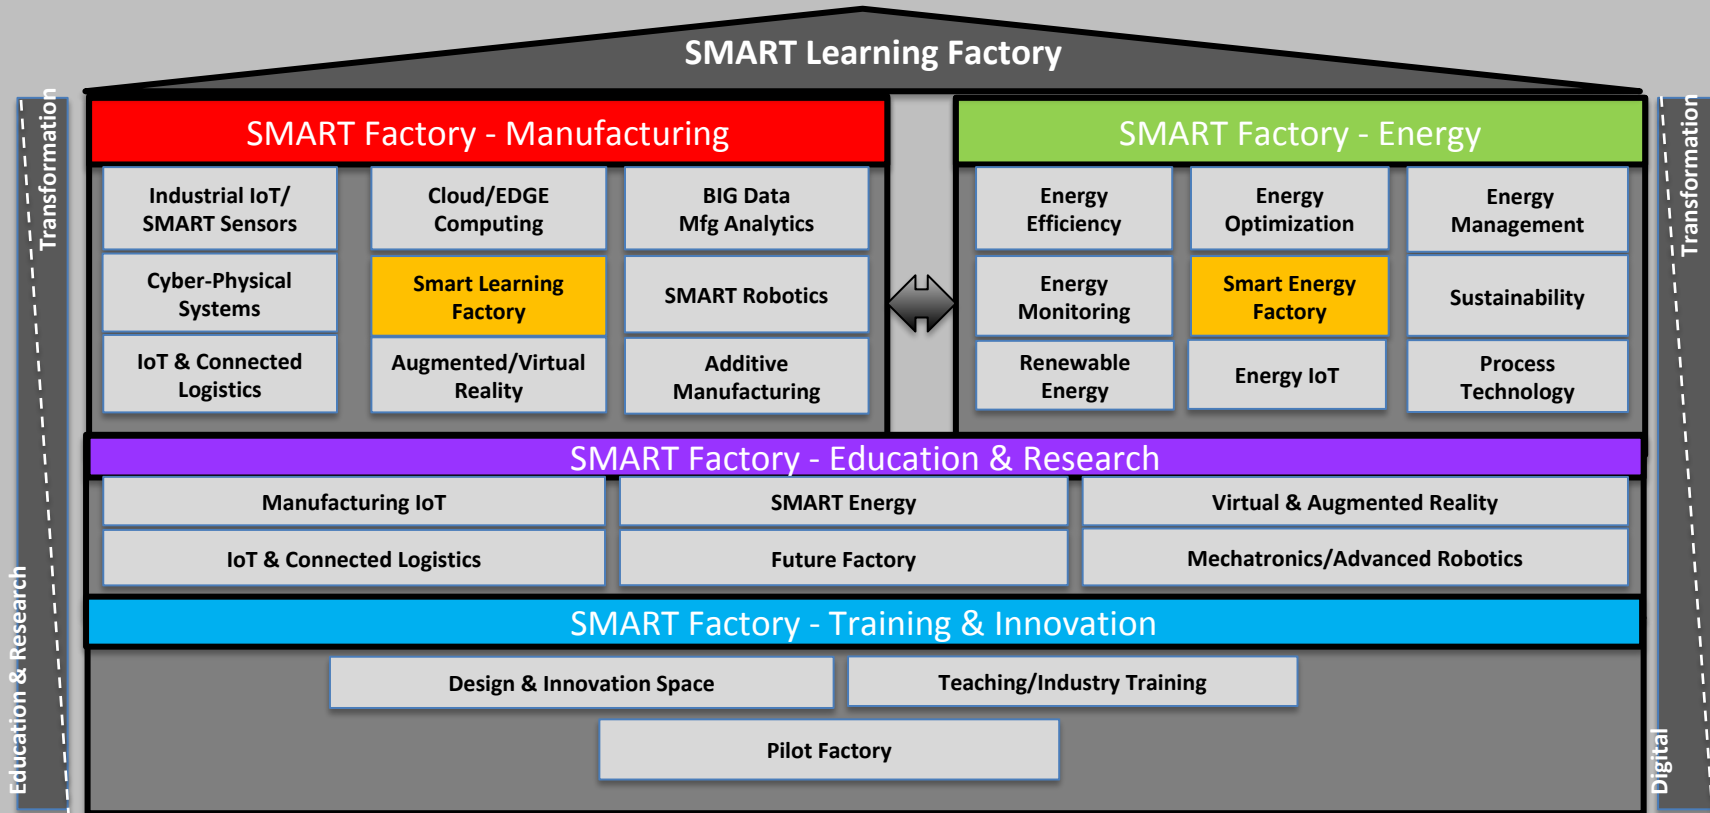 SMART Learning Factory
Transformation
Education & Research
SMART Factory - Manufacturing
Industrial IoT/
SMART Sensors
Cloud/EDGE
Computing
BIG Data
Mfg Analytics
Cyber-Physical
Systems
Smart Learning
Factory
SMART Robotics
IoT & Connected
Logistics
Augmented/Virtual
Reality
Additive
Manufacturing
SMART Factory - Energy
Energy
Efficiency
Energy
Optimization
Energy
Management
Energy
Monitoring
Smart Energy
Factory
Sustainability
Renewable
Energy
Energy IoT
Process
Technology
Transformation
Digital
SMART Factory - Education & Research
Manufacturing IoT
SMART Energy
Virtual & Augmented Reality
IoT & Connected Logistics
Future Factory
Mechatronics/Advanced Robotics
SMART Factory - Training & Innovation
Design & Innovation Space
Teaching/Industry Training
Pilot Factory